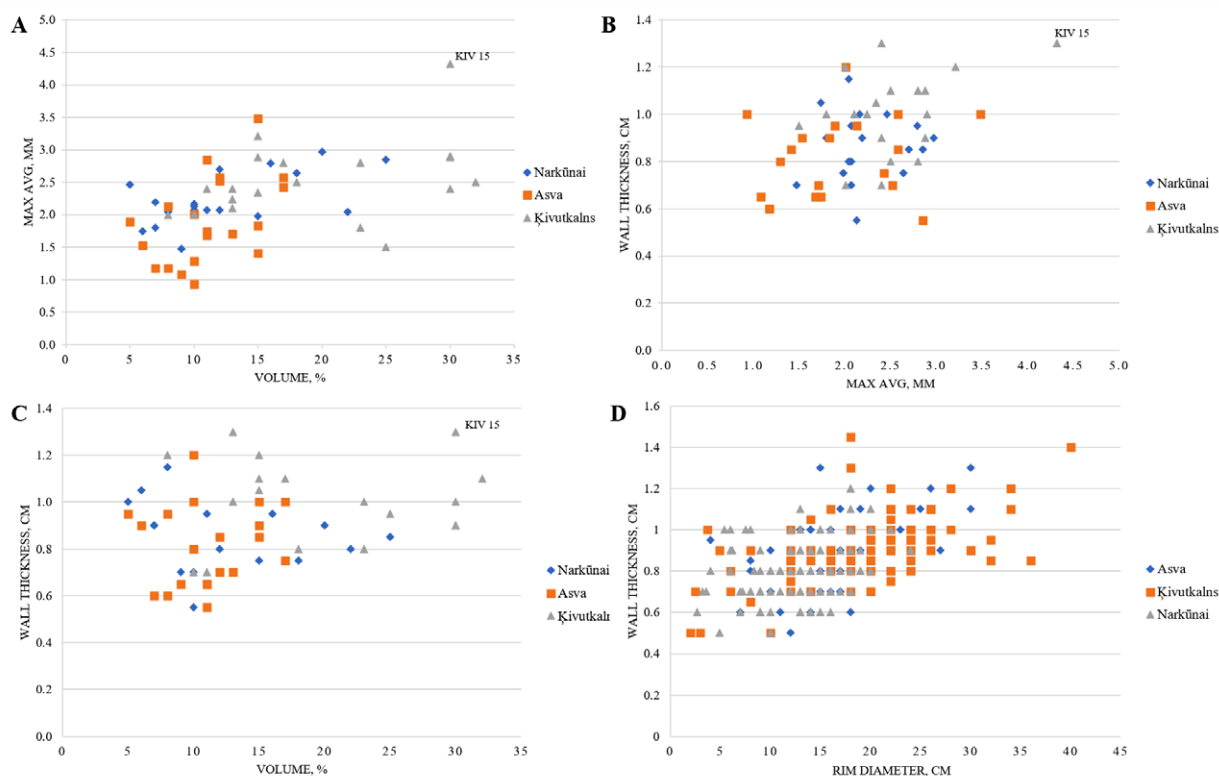 A
5.0
4.5
4.0
3.5
3.0
2.5
2.0
1.5
1.0
0.5
0.0
MAX AVG, MM
0
5
10
15
20
25
30
35
VOLUME, %
KIV 15
Narkūnai
Asva
Ķivutkalns
B
1.4
1.2
1.0
0.8
0.6
0.4
0.2
0.0
WALL THICKNESS, CM
0.0
0.5
1.0
1.5
2.0
2.5
3.0
3.5
4.0
4.5
5.0
MAX AVG, MM
KIV 15
Narkūnai
Asva
Ķivutkalns
C
1.4
1.2
1.0
0.8
0.6
0.4
0.2
0.0
WALL THICKNESS, CM
0
5
10
15
20
25
30
35
VOLUME, %
KIV 15
Narkūnai
Asva
Ķivutkalr
D
1.6
1.4
1.2
1
0.8
0.6
0.4
0.2
0
WALL THICKNESS, CM
0
5
10
15
20
25
30
35
40
45
RIM DIAMETER, CM
Asva
Ķivutkalns
Narkūnai